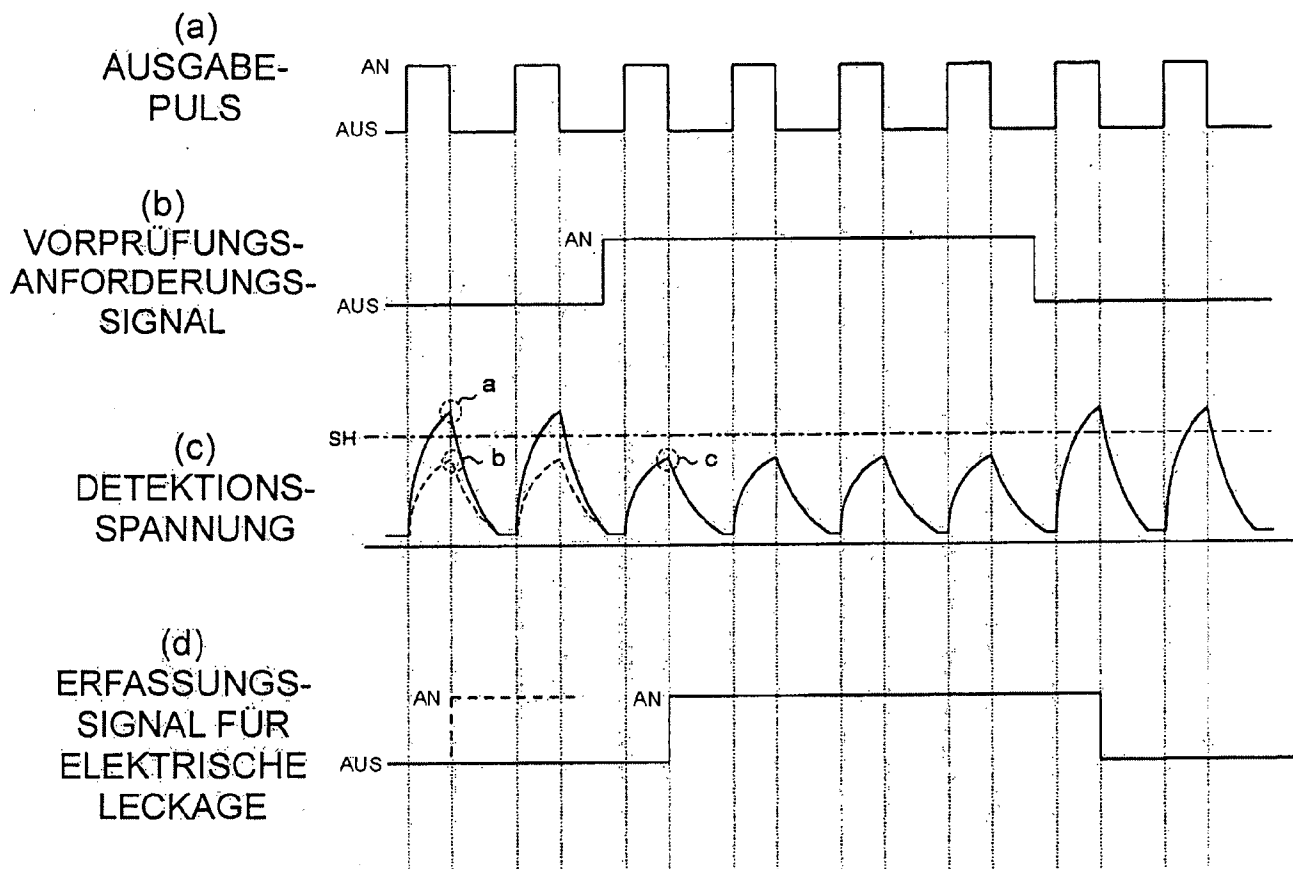 (a)
AUSGABE-
PULS
AN
AUS
(b)
VORPRÜFUNGS-
ANFORDERUNGS-
SIGNAL
AN
AUS
(c)
DETEKTIONS-
SPANNUNG
SH
a
b
c
(d)
ERFASSUNGS-
SIGNAL FÜR
ELEKTRISCHE
LECKAGE
AN
AN
AUS